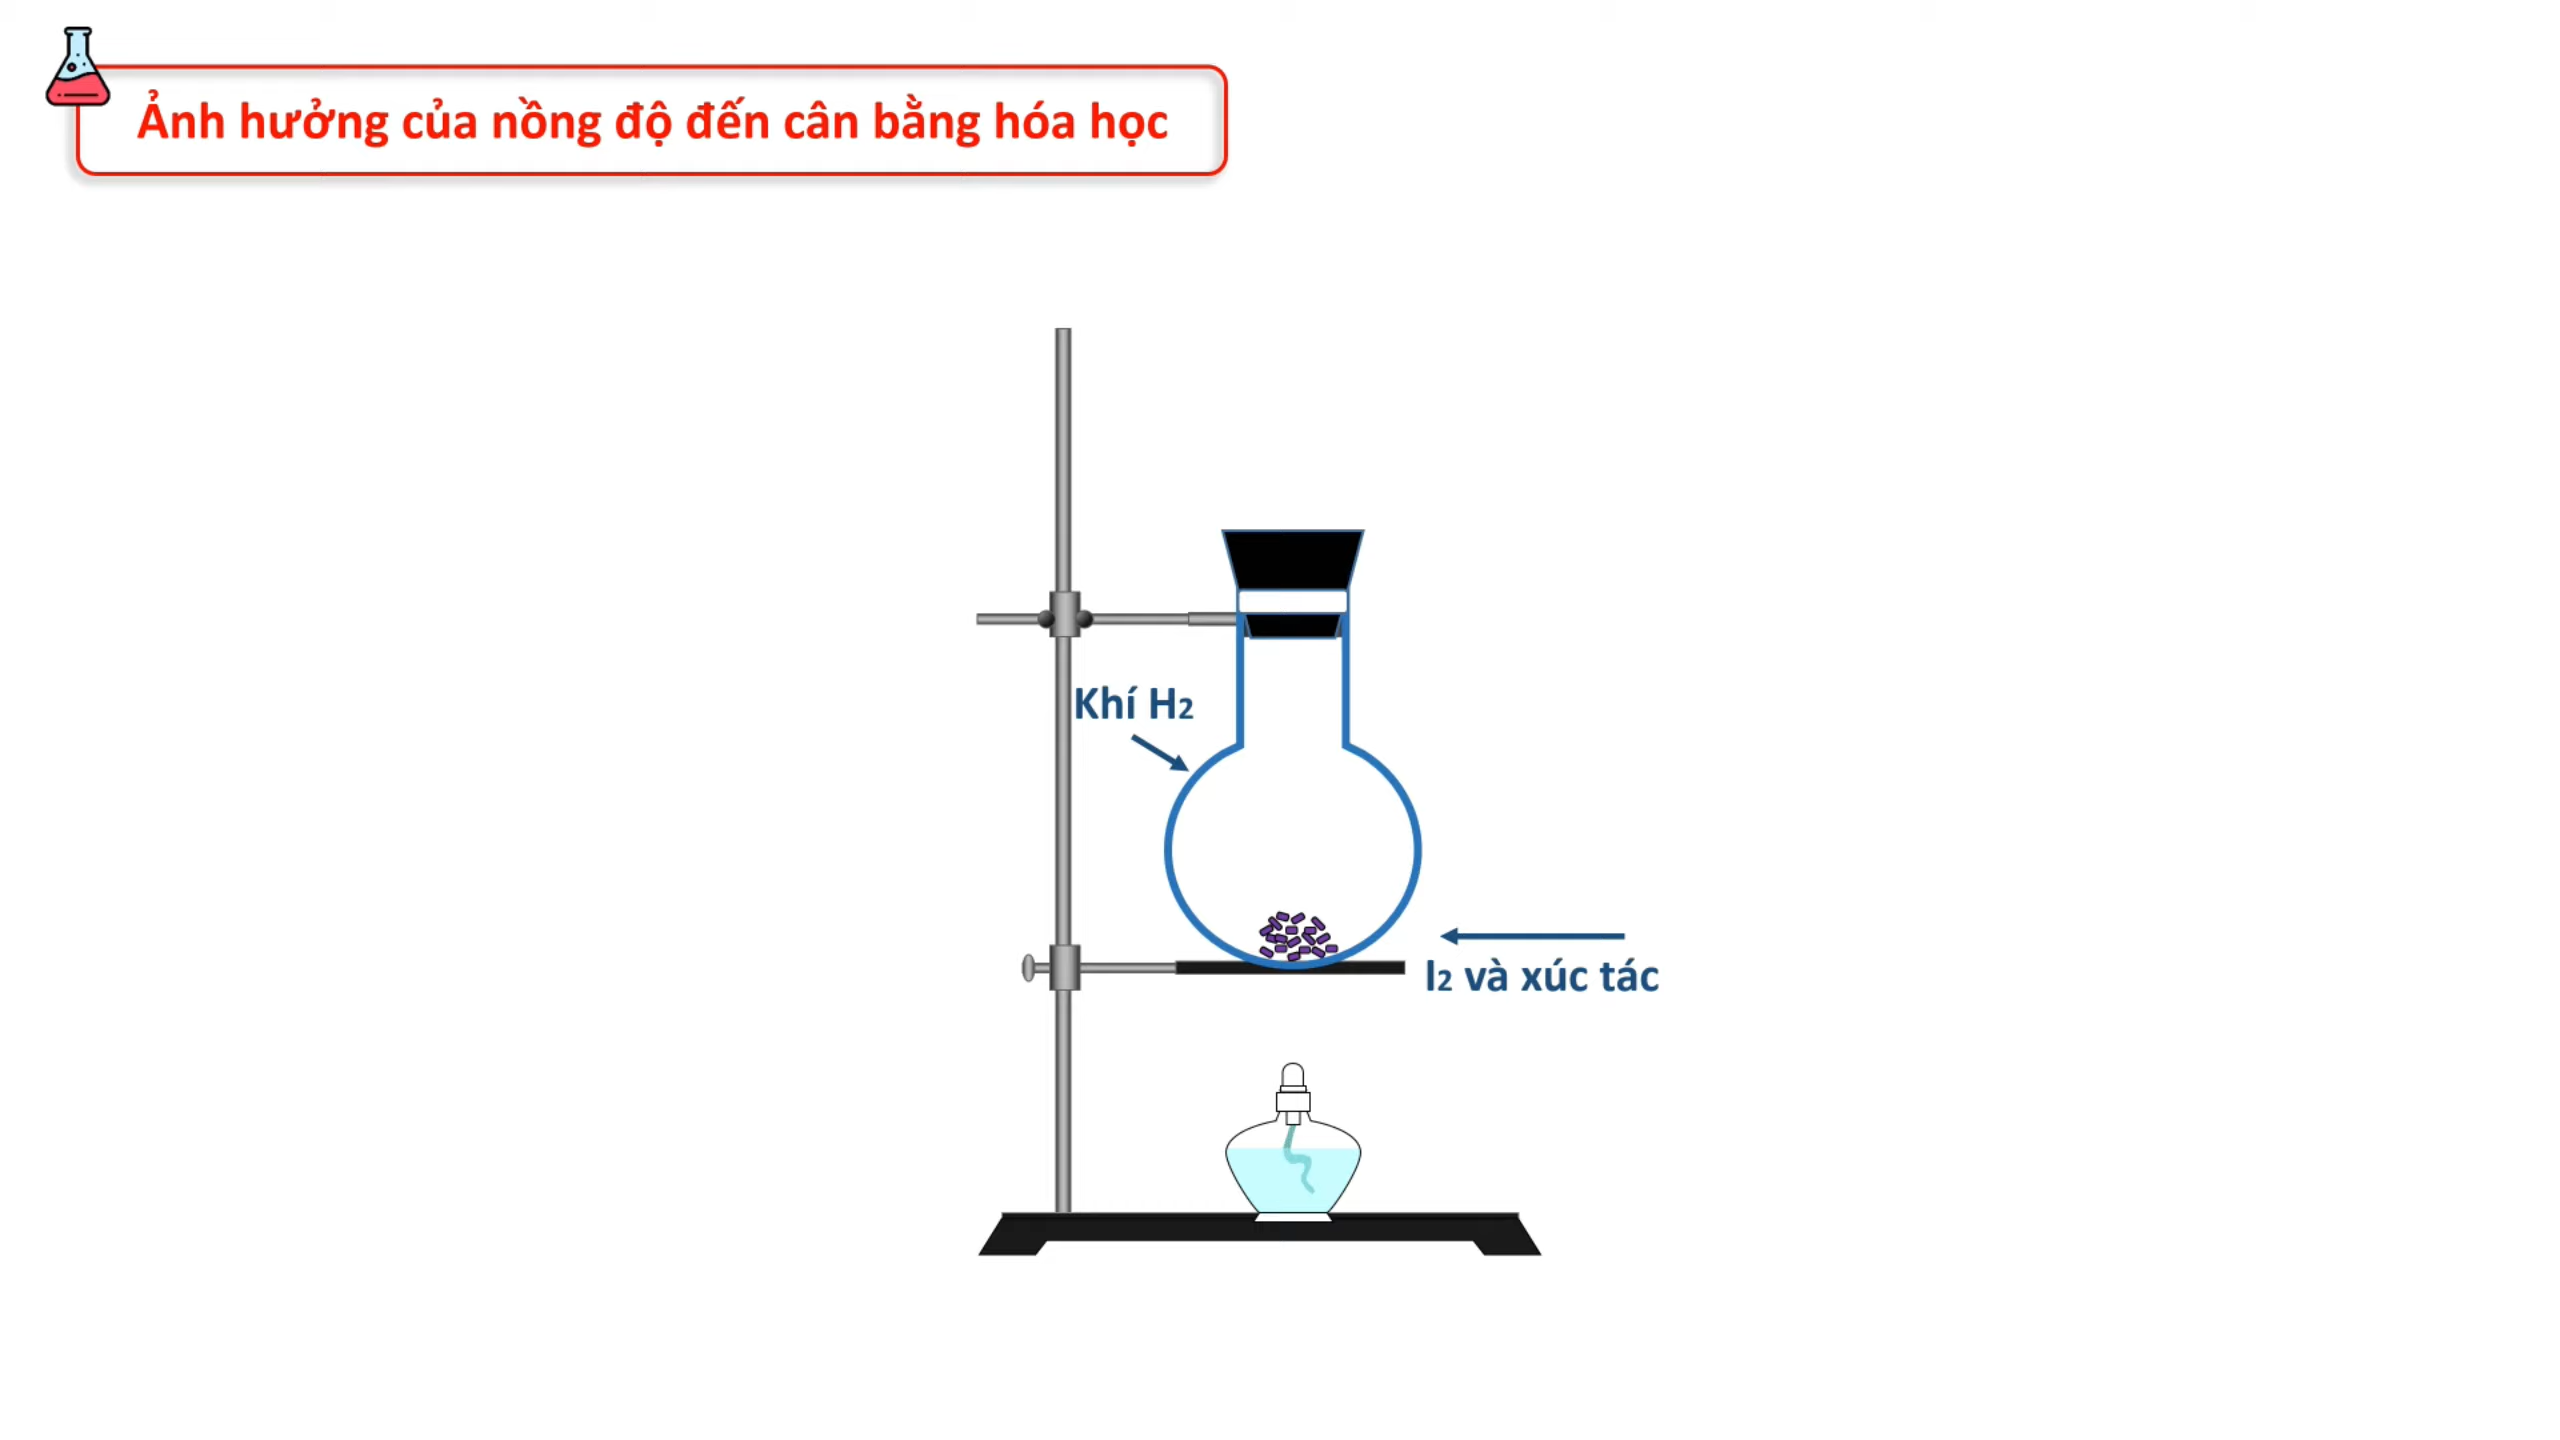 Ảnh hưởng của nồng độ đến cân bằng hóa học
Khí H₂
I₂ và xúc tác